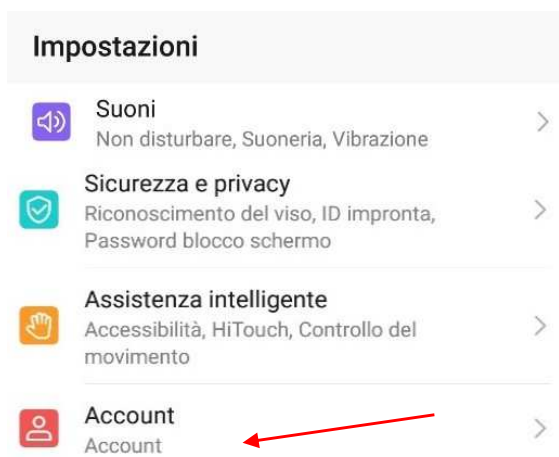 Impostazioni
Suoni
Non disturbare, Suoneria, Vibrazione
Sicurezza e privacy
Riconoscimento del viso, ID impronta,
Password blocco schermo
Assistenza intelligente
Accessibilità, HiTouch, Controllo del
movimento
Account
Account